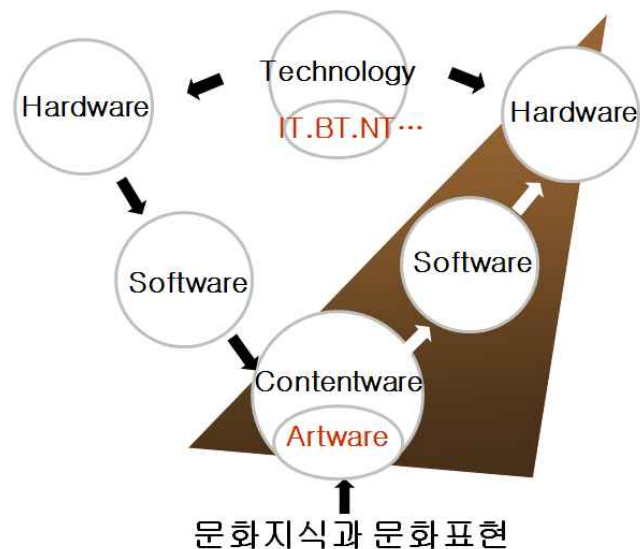 Technology
IT.BT.NT…
Hardware
Hardware
Software
Software
Contentware
Artware
문화지식과 문화표현